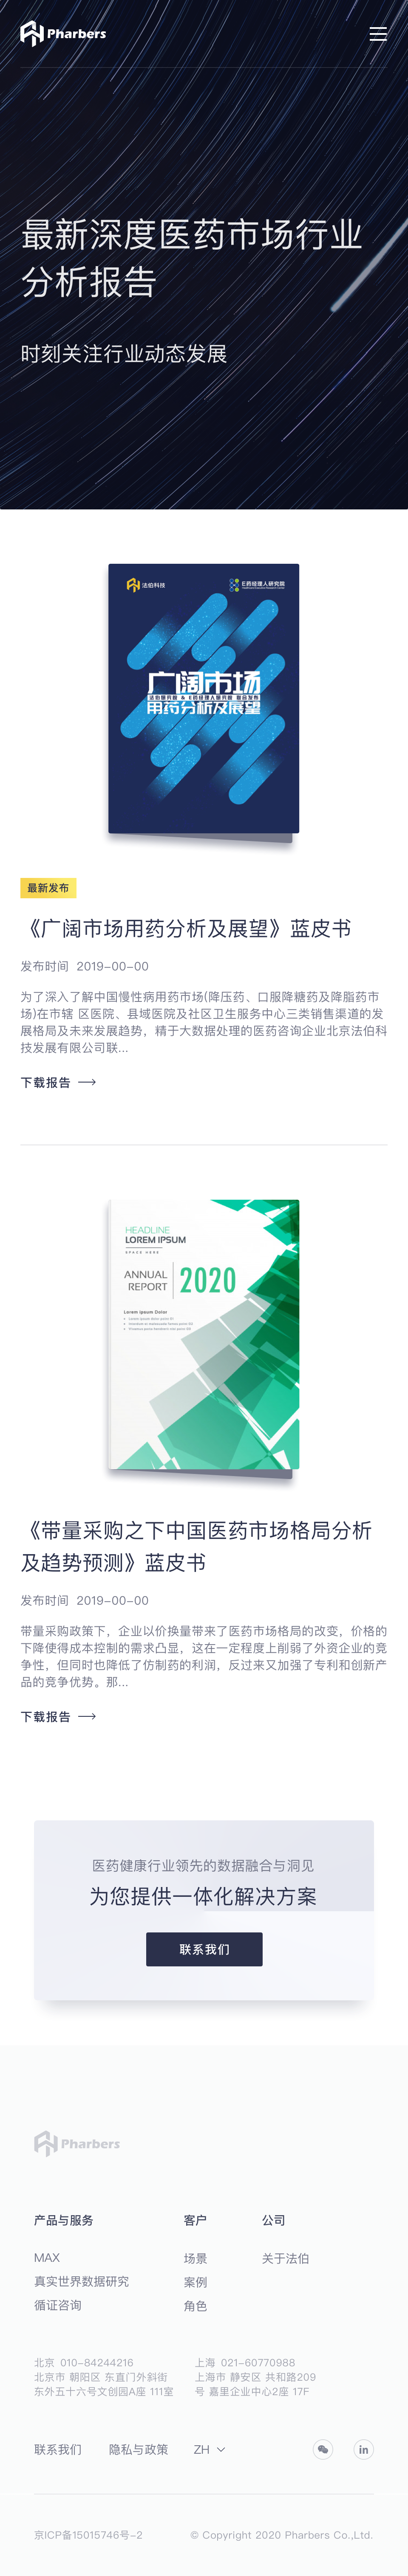 Pharbers
最新深度医药市场行业
分析报告
时刻关注行业动态发展
法伯科技
E药经理人研究院
广阔市场
法伯研究院 & E药经理人研究院 联合发布
用药分析及展望
最新发布
《广阔市场用药分析及展望》蓝皮书
发布时间 2019-00-00
为了深入了解中国慢性病用药市场(降压药、口服降糖药及降脂药市
场)在市辖 区医院、县域医院及社区卫生服务中心三类销售渠道的发
展格局及未来发展趋势，精于大数据处理的医药咨询企业北京法伯科
技发展有限公司联...
下载报告
HEADLINE
LOREM IPSUM
SPACE HERE
ANNUAL
REPORT
2020
Lorem Ipsum Dolor
《带量采购之下中国医药市场格局分析
及趋势预测》蓝皮书
发布时间 2019-00-00
带量采购政策下，企业以价换量带来了医药市场格局的改变，价格的
下降使得成本控制的需求凸显，这在一定程度上削弱了外资企业的竞
争性，但同时也降低了仿制药的利润，反过来又加强了专利和创新产
品的竞争优势。那...
下载报告
医药健康行业领先的数据融合与洞见
为您提供一体化解决方案
联系我们
Pharbers
产品与服务 客户 公司
MAX 场景 关于法伯
真实世界数据研究 案例
循证咨询 角色
北京 010-84244216
北京市 朝阳区 东直门外斜街
东外五十六号文创园A座 111室
上海 021-60770988
上海市 静安区 共和路209
号 嘉里企业中心2座 17F
联系我们 隐私与政策 ZH
京ICP备15015746号-2 © Copyright 2020 Pharbers Co.,Ltd.